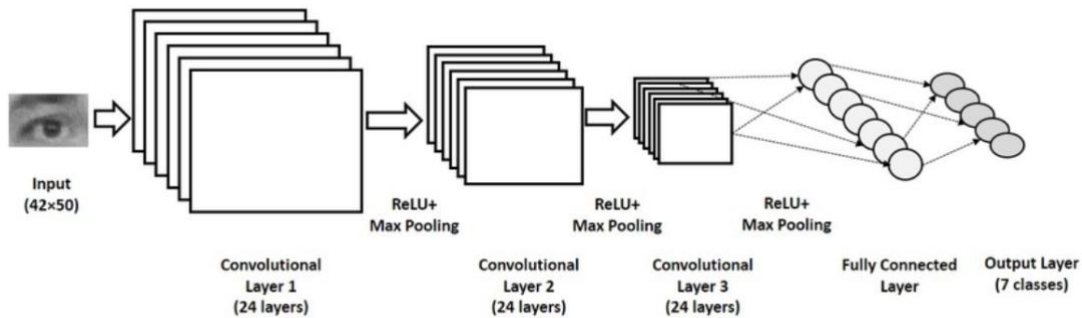 Input
(42×50)
ReLU+
Max Pooling
ReLU+
Max Pooling
ReLU+
Max Pooling
Convolutional
Layer 1
(24 layers)
Convolutional
Layer 2
(24 layers)
Convolutional
Layer 3
(24 layers)
Fully Connected
Layer
Output Layer
(7 classes)